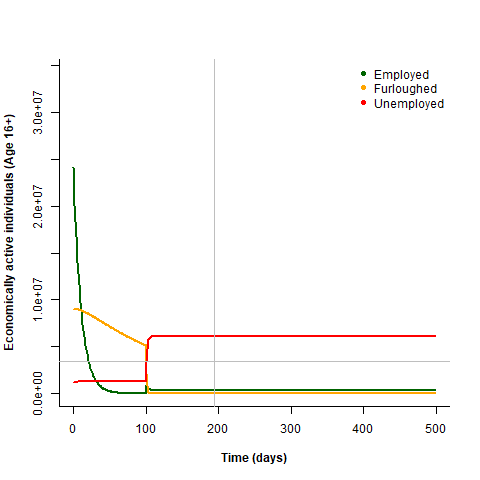 Economically active individuals (Age 16+)
3.0e+07
2.0e+07
1.0e+07
0.0e+00
Employed
Furloughed
Unemployed
0 100 200 300 400 500
Time (days)